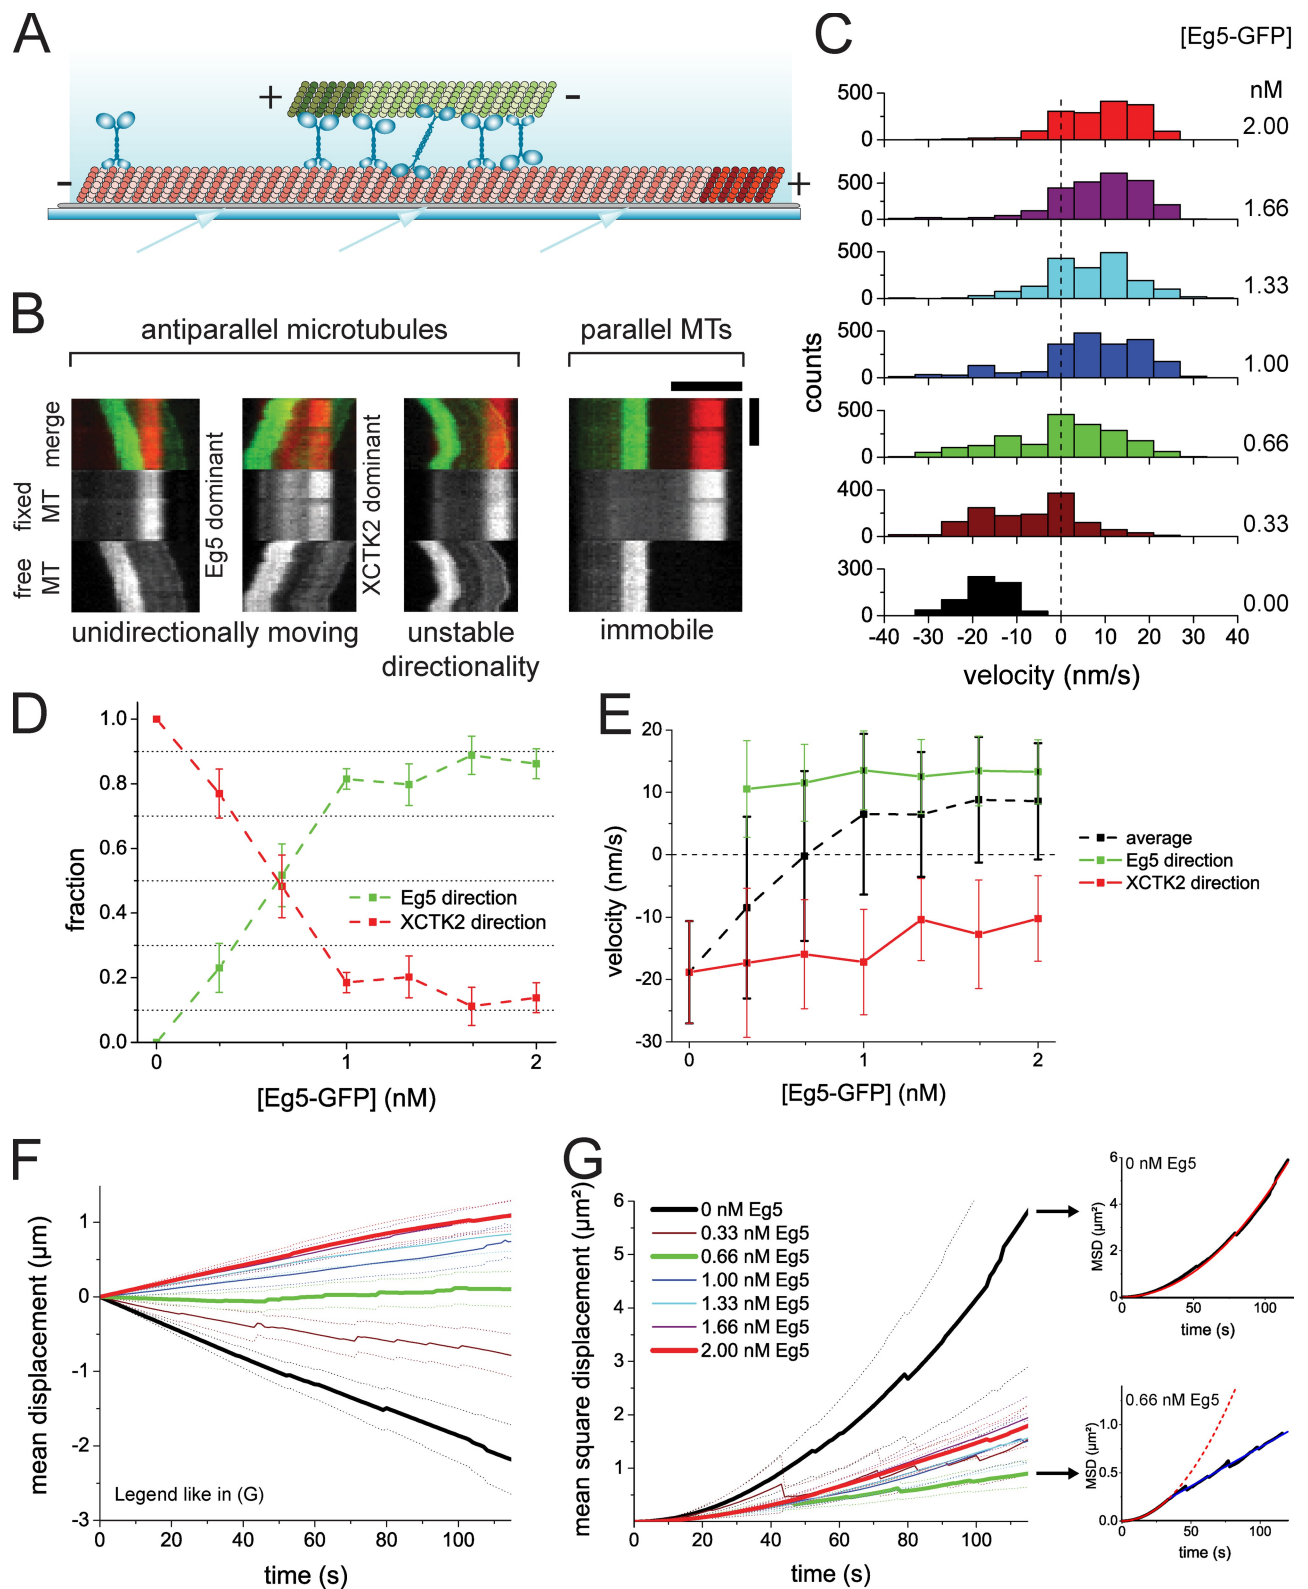 A
+
-
-
+
B
antiparallel microtubules
parallel MTs
merge
fixed
MT
free
MT
Eg5 dominant
XCTK2 dominant
unidirectionally moving
unstable
directionality
immobile
C
[Eg5-GFP]
nM
500
0
2.00
500
0
1.66
500
0
1.33
500
0
1.00
500
0
0.66
400
0
0.33
300
0
0.00
counts
-40 -30 -20 -10 0 10 20 30 40
velocity (nm/s)
D
1.0
0.8
0.6
0.4
0.2
0.0
fraction
Eg5 direction
XCTK2 direction
0 1 2
[Eg5-GFP] (nM)
E
20
10
0
-10
-20
-30
velocity (nm/s)
average
Eg5 direction
XCTK2 direction
0 1 2
[Eg5-GFP] (nM)
F
1
0
-1
-2
-3
mean displacement (µm)
Legend like in (G)
0 20 40 60 80 100
time (s)
G
6
5
4
3
2
1
mean square displacement (µm²)
0 nM Eg5
0.33 nM Eg5
0.66 nM Eg5
1.00 nM Eg5
1.33 nM Eg5
1.66 nM Eg5
2.00 nM Eg5
0 20 40 60 80 100
time (s)
0 nM Eg5
6
4
2
0
MSD (µm²)
0 50 100
time (s)
0.66 nM Eg5
1.0
0.5
0.0
MSD (µm²)
0 50 100
time (s)